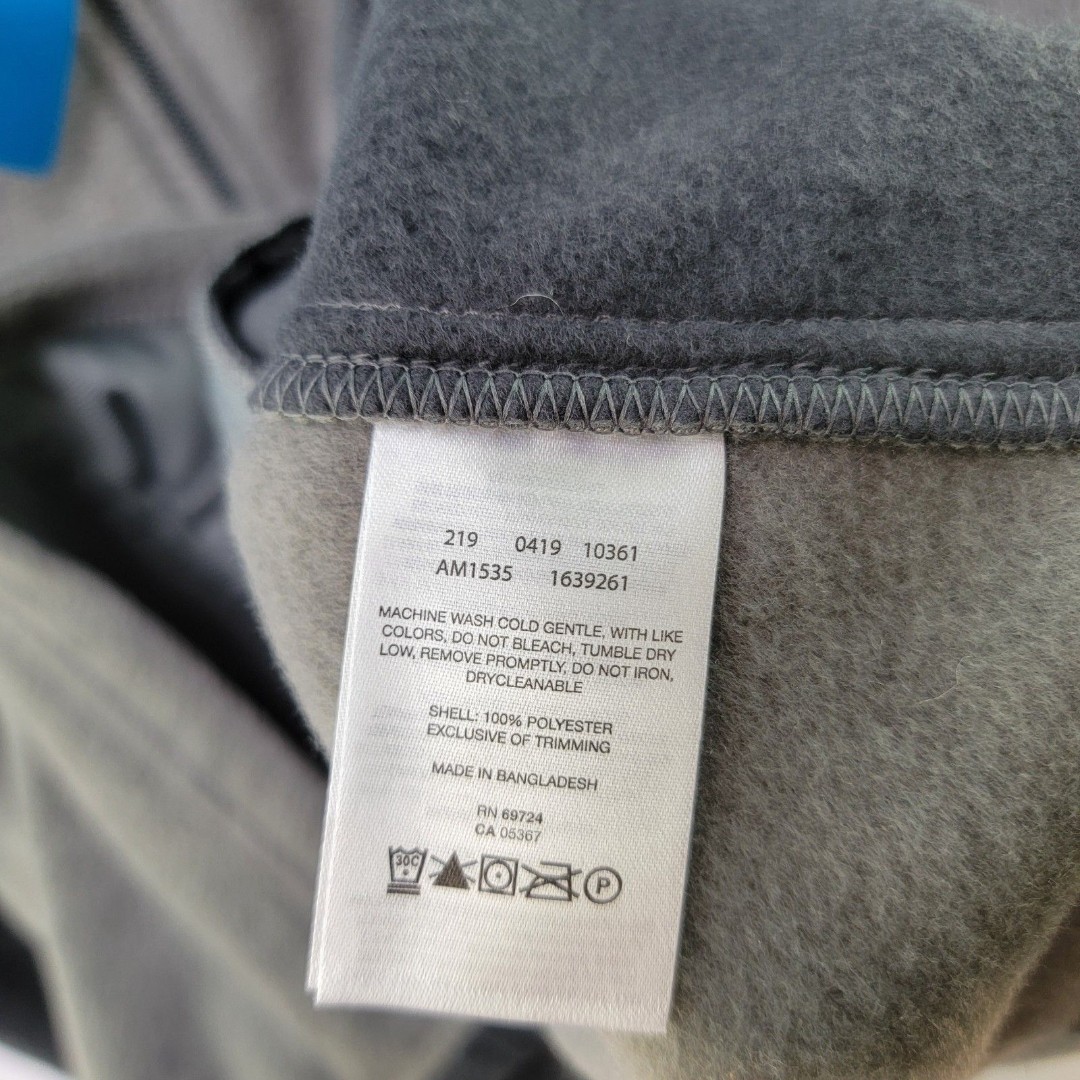 219 0419 10361
AM1535 1639261
MACHINE WASH COLD GENTLE, WITH LIKE
COLORS, DO NOT BLEACH, TUMBLE DRY
LOW, REMOVE PROMPTLY, DO NOT IRON,
DRYCLEANABLE
SHELL: 100% POLYESTER
EXCLUSIVE OF TRIMMING
MADE IN BANGLADESH
RN 69724
CA 05367
30C
P